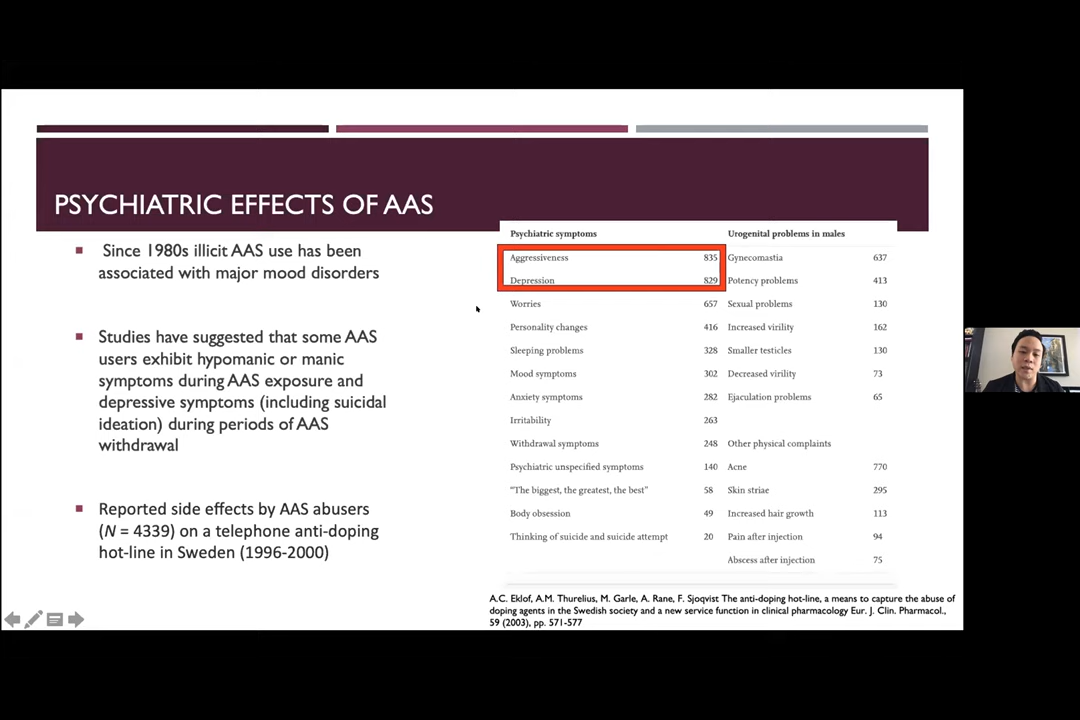 PSYCHIATRIC EFFECTS OF AAS
Since 1980s illicit AAS use has been
associated with major mood disorders
Studies have suggested that some AAS
users exhibit hypomanic or manic
symptoms during AAS exposure and
depressive symptoms (including suicidal
ideation) during periods of AAS
withdrawal
Reported side effects by AAS abusers
(N = 4339) on a telephone anti-doping
hot-line in Sweden (1996-2000)
Psychiatric symptoms Urogenital problems in males
Aggressiveness 835 Gynecomastia 637
Depression 829 Potency problems 413
Worries 657 Sexual problems 130
Personality changes 416 Increased virility 162
Sleeping problems 328 Smaller testicles 130
Mood symptoms 302 Decreased virility 73
Anxiety symptoms 282 Ejaculation problems 65
Irritability 263
Withdrawal symptoms 248 Other physical complaints
Psychiatric unspecified symptoms 140 Acne 770
"The biggest, the greatest, the best" 58 Skin striae 295
Body obsession 49 Increased hair growth 113
Thinking of suicide and suicide attempt 20 Pain after injection 94
Abscess after injection 75
A.C. Eklof, A.M. Thurelius, M. Garle, A. Rane, F. Sjoqvist The anti-doping hot-line, a means to capture the abuse of
doping agents in the Swedish society and a new service function in clinical pharmacology Eur. J. Clin. Pharmacol.,
59 (2003), pp. 571-577